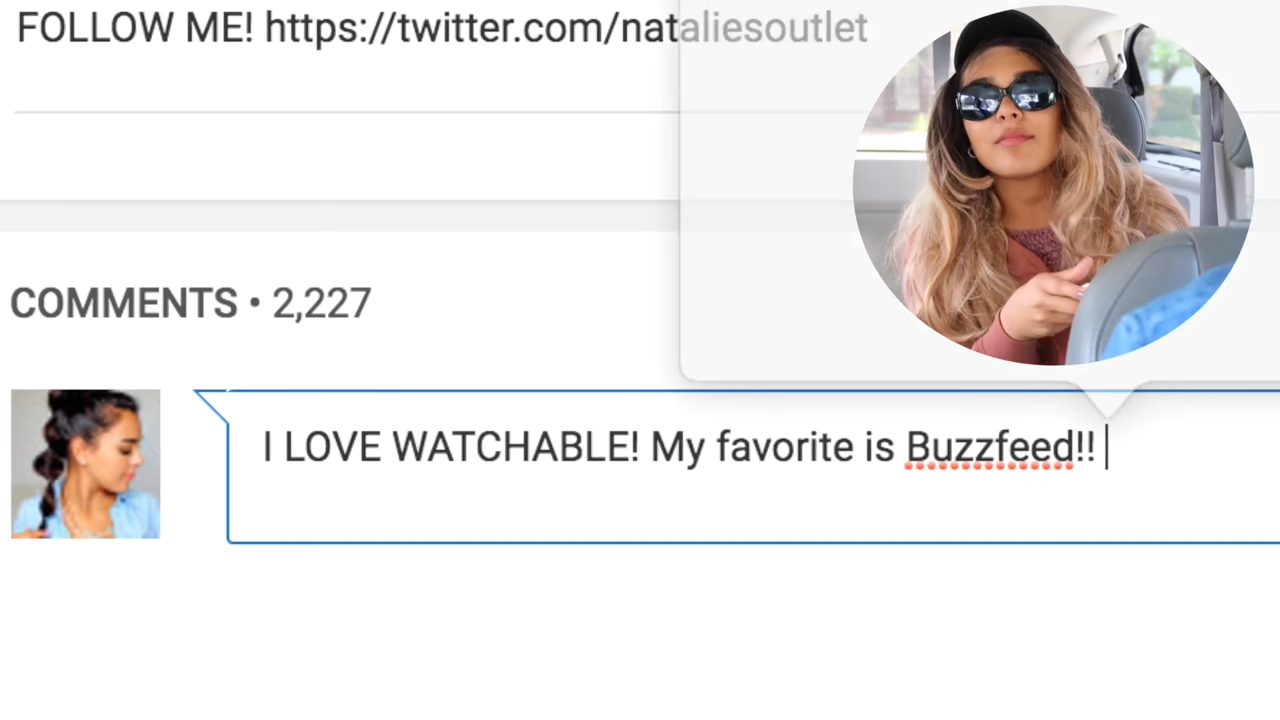 FOLLOW ME! https://twitter.com/nataliesoutlet
COMMENTS • 2,227
I LOVE WATCHABLE! My favorite is Buzzfeed!!